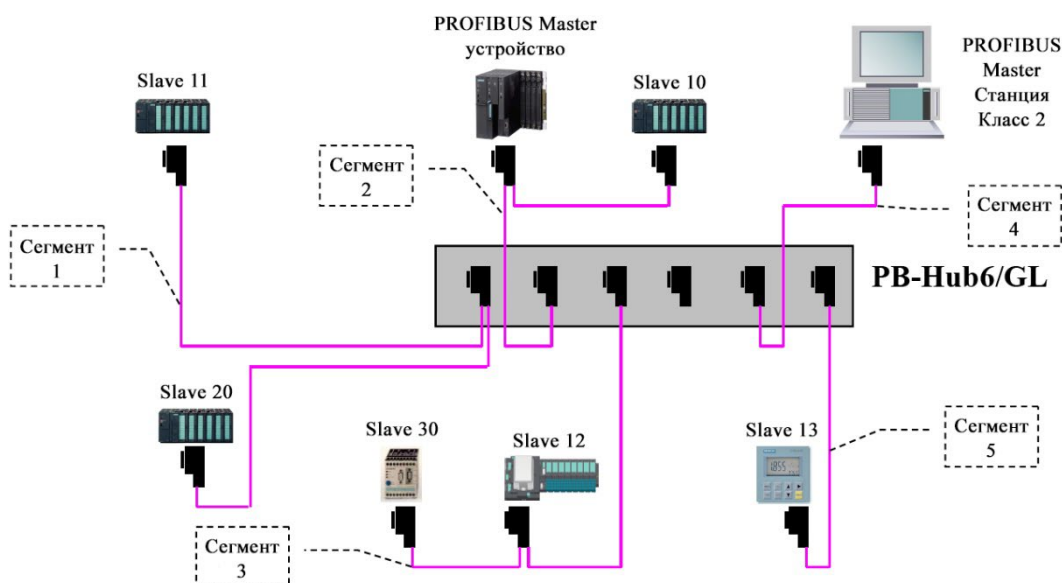 PROFIBUS Master
устройство
PROFIBUS
Master
Станция
Класс 2
Slave 11
Slave 10
Сегмент
2
Сегмент
4
Сегмент
1
PB-Hub6/GL
Slave 20
Slave 30
Slave 12
Slave 13
Сегмент
5
Сегмент
3